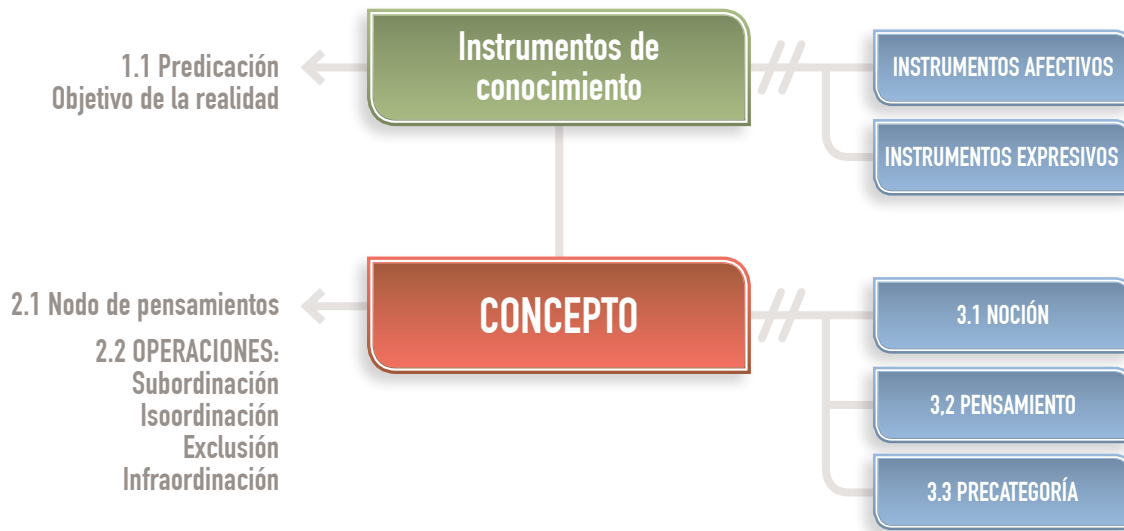 1.1 Predicación
Objetivo de la realidad
Instrumentos de
conocimiento
INSTRUMENTOS AFECTIVOS
INSTRUMENTOS EXPRESIVOS
2.1 Nodo de pensamientos
2.2 OPERACIONES:
Subordinación
Isoordinación
Exclusión
Infraordinación
CONCEPTO
3.1 NOCIÓN
3,2 PENSAMIENTO
3.3 PRECATEGORÍA